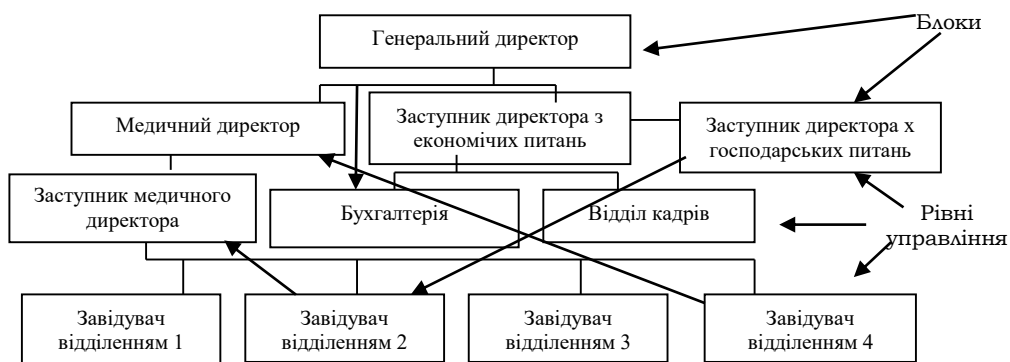 Блоки
Генеральний директор
Медичний директор
Заступник директора з
економічих питань
Заступник директора х
господарських питань
Заступник медичного
директора
Бухгалтерія
Відділ кадрів
Рівні
управління
Завідувач
відділенням 1
Завідувач
відділенням 2
Завідувач
відділенням 3
Завідувач
відділенням 4